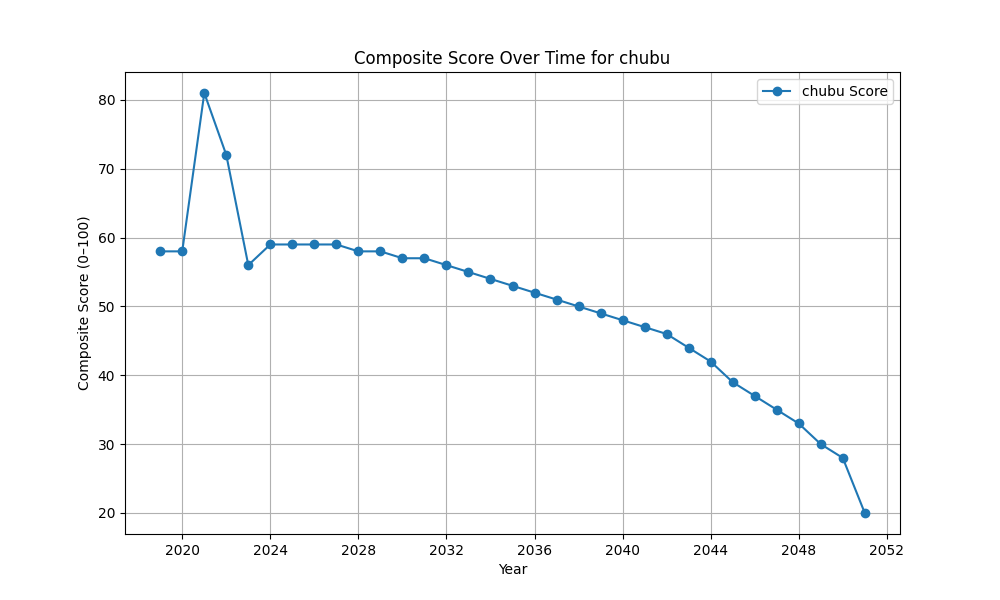 Composite Score Over Time for chubu
chubu Score
Composite Score (0–100)
80
70
60
50
40
30
20
2020 2024 2028 2032 2036 2040 2044 2048 2052
Year